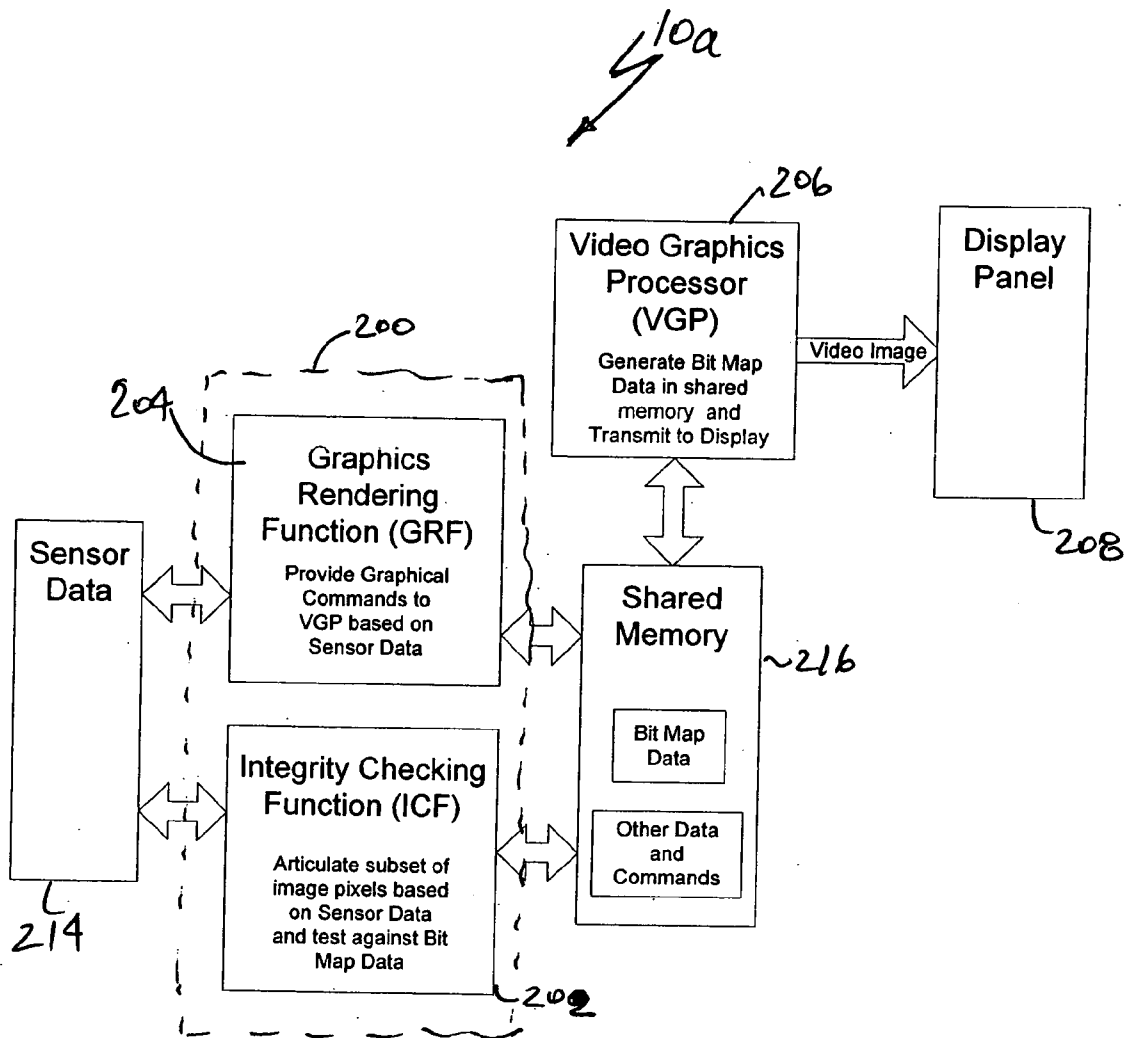 10a
206
Video Graphics
Processor
(VGP)
Generate Bit Map
Data in shared
memory and
Transmit to Display
Video Image
Display
Panel
208
200
204
Graphics
Rendering
Function (GRF)
Provide Graphical
Commands to
VGP based on
Sensor Data
Sensor
Data
214
Shared
Memory
216
Bit Map
Data
Other Data
and
Commands
Integrity Checking
Function (ICF)
Articulate subset of
image pixels based
on Sensor Data
and test against Bit
Map Data
202